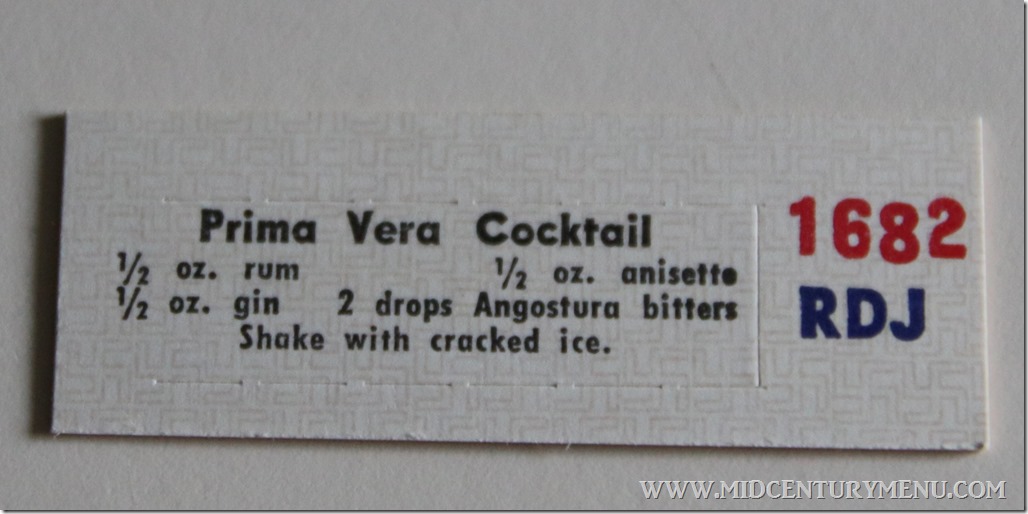 Prima Vera Cocktail
½ oz. rum ½ oz. anisette
½ oz. gin 2 drops Angostura bitters
Shake with cracked ice.
1682
RDJ
WWW.MIDCENTURYMENU.COM